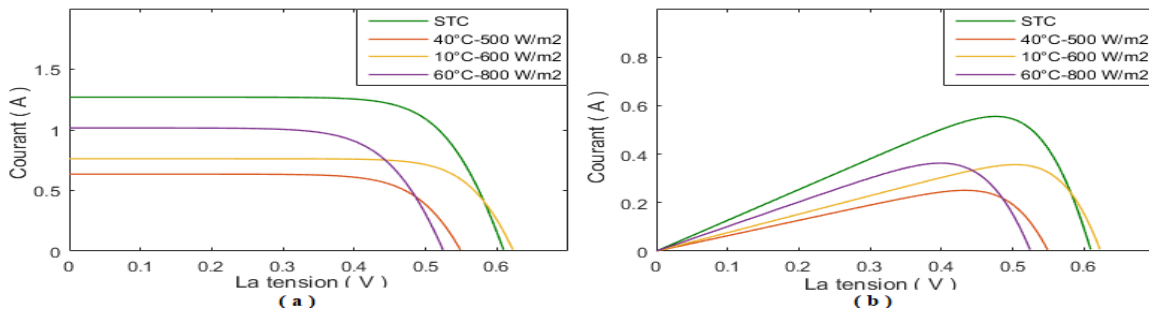 STC
40°C-500 W/m2
10°C-600 W/m2
60°C-800 W/m2
1.5
1
0.5
0
Courant ( A )
0 0.1 0.2 0.3 0.4 0.5 0.6
La tension ( V )
( a )
STC
40°C-500 W/m2
10°C-600 W/m2
60°C-800 W/m2
0.8
0.6
0.4
0.2
0
Courant ( A )
0 0.1 0.2 0.3 0.4 0.5 0.6
La tension ( V )
( b )